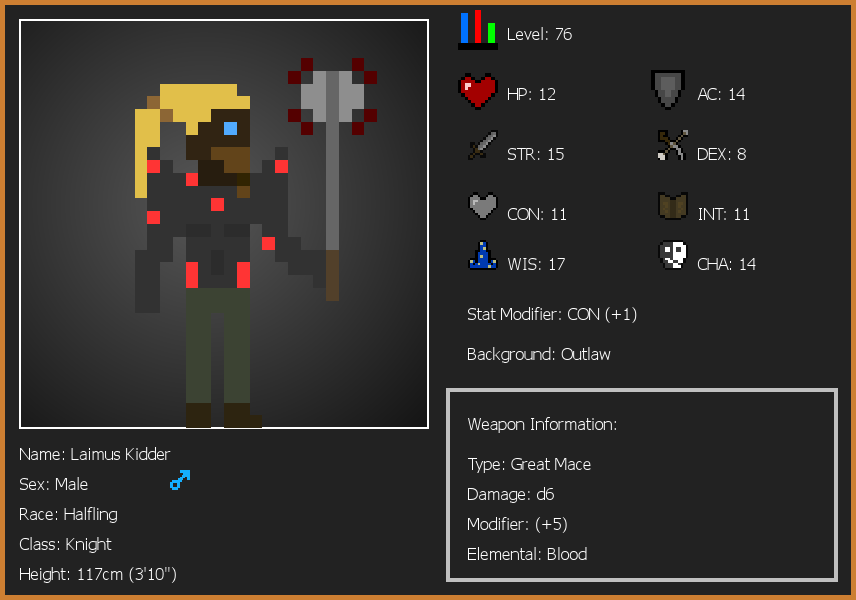 Level: 76
HP: 12
AC: 14
STR: 15
DEX: 8
CON: 11
INT: 11
WIS: 17
CHA: 14
Stat Modifier: CON (+1)
Background: Outlaw
Weapon Information:
Type: Great Mace
Damage: d6
Modifier: (+5)
Elemental: Blood
Name: Laimus Kidder
Sex: Male
Race: Halfling
Class: Knight
Height: 117cm (3'10")